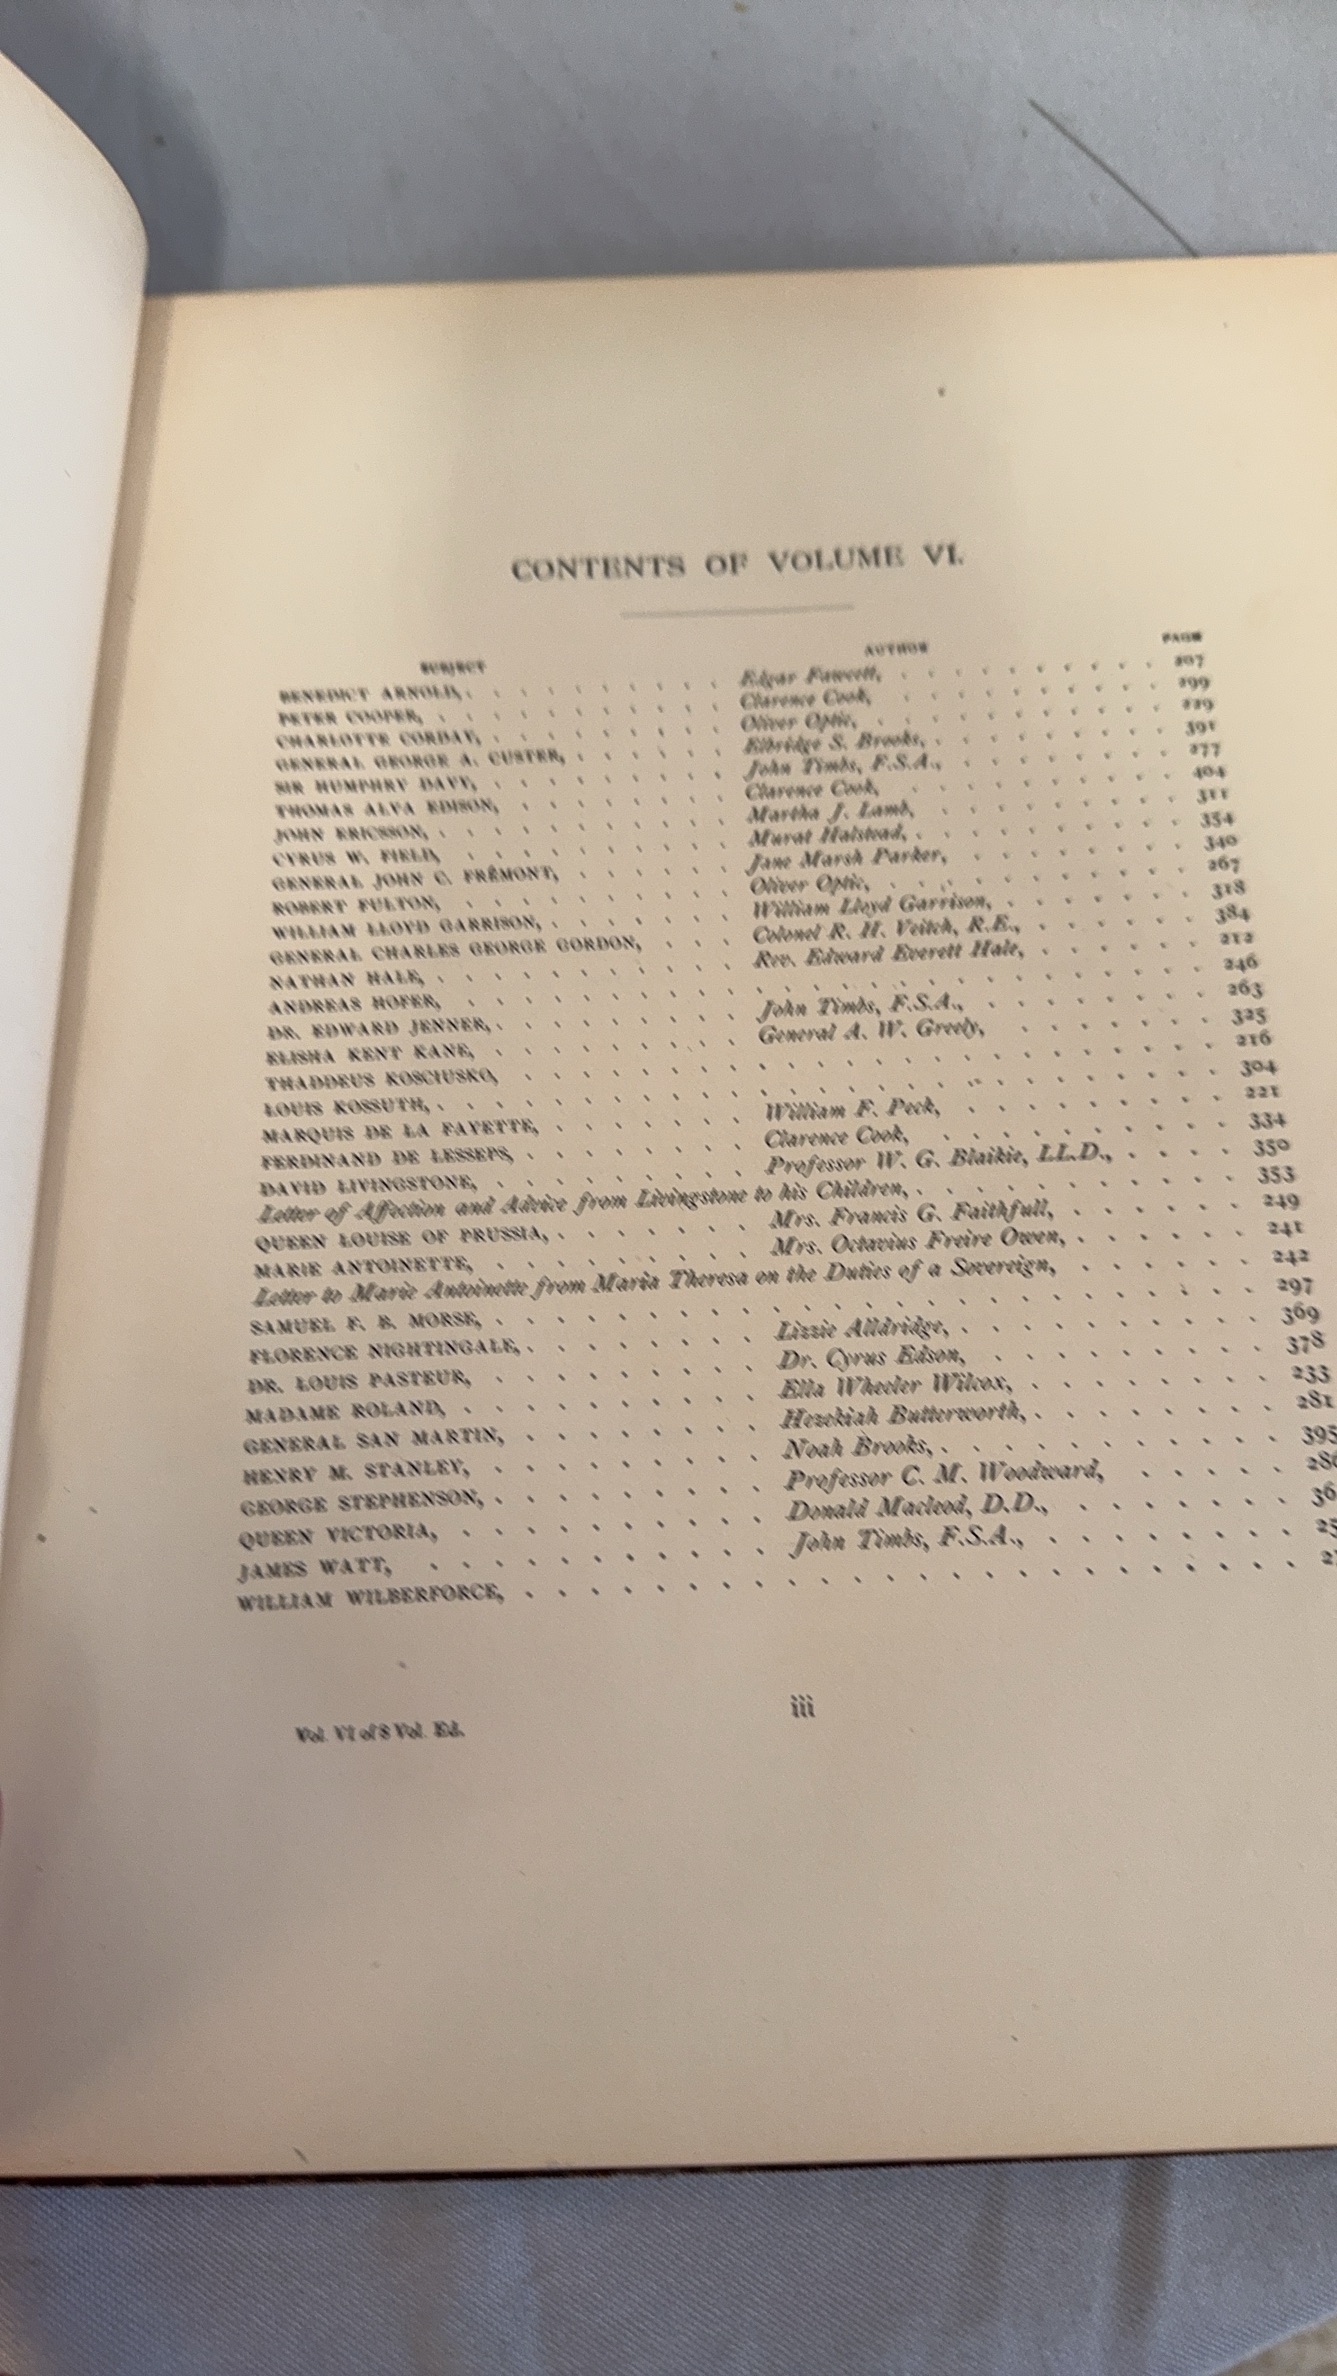 CONTENTS OF VOLUME VI.
SUBJECT AUTHOR PAGE
BENEDICT ARNOLD, . . . . . . . . . . Edgar Fawcett, . . . . . . . . . . 207
PETER COOPER, . . . . . . . . . . Clarence Cook, . . . . . . . . . . 299
CHARLOTTE CORDAY, . . . . . . . . . Oliver Optic, . . . . . . . . . . 229
GENERAL GEORGE A. CUSTER, . . . . . . Elbridge S. Brooks, . . . . . . . . . 391
SIR HUMPHRY DAVY, . . . . . . . . . John Timbs, F.S.A., . . . . . . . . 277
THOMAS ALVA EDISON, . . . . . . . . Clarence Cook, . . . . . . . . . . 404
JOHN ERICSSON, . . . . . . . . . . Martha J. Lamb, . . . . . . . . . 311
CYRUS W. FIELD, . . . . . . . . . . Murat Halstead, . . . . . . . . . . 354
GENERAL JOHN C. FRÉMONT, . . . . . . Jane Marsh Parker, . . . . . . . . 340
ROBERT FULTON, . . . . . . . . . . Oliver Optic, . . . . . . . . . . 267
WILLIAM LLOYD GARRISON, . . . . . . . William Lloyd Garrison, . . . . . . . 318
GENERAL CHARLES GEORGE GORDON, . . . Colonel R. H. Veitch, R.E., . . . . . . 384
NATHAN HALE, . . . . . . . . . . Rev. Edward Everett Hale, . . . . . . 212
ANDREAS HOFER, . . . . . . . . . . . . . . . . . . . . 246
DR. EDWARD JENNER, . . . . . . . . . John Timbs, F.S.A., . . . . . . . . 263
ELISHA KENT KANE, . . . . . . . . . General A. W. Greely, . . . . . . . 325
THADDEUS KOSCIUSKO, . . . . . . . . . . . . . . . . . . . 216
LOUIS KOSSUTH, . . . . . . . . . . . . . . . . . . . . 304
MARQUIS DE LA FAYETTE, . . . . . . . William F. Peck, . . . . . . . . . 221
FERDINAND DE LESSEPS, . . . . . . . . Clarence Cook, . . . . . . . . . . 334
DAVID LIVINGSTONE, . . . . . . . . . Professor W. G. Blaikie, LL.D., . . . . 350
Letter of Affection and Advice from Livingstone to his Children, . . . . . . . . . . 353
QUEEN LOUISE OF PRUSSIA, . . . . . . . Mrs. Francis G. Faithfull, . . . . . . 249
MARIE ANTOINETTE, . . . . . . . . . Mrs. Octavius Freire Owen, . . . . . . 241
Letter to Marie Antoinette from Maria Theresa on the Duties of a Sovereign, . . . . . . 242
SAMUEL F. B. MORSE, . . . . . . . . . . . . . . . . . . . 297
FLORENCE NIGHTINGALE, . . . . . . . . Lizzie Alldridge, . . . . . . . . . 369
DR. LOUIS PASTEUR, . . . . . . . . . Dr. Cyrus Edson, . . . . . . . . . 378
MADAME ROLAND, . . . . . . . . . . Ella Wheeler Wilcox, . . . . . . . . 233
GENERAL SAN MARTIN, . . . . . . . . Hezekiah Butterworth, . . . . . . . . 281
HENRY M. STANLEY, . . . . . . . . . Noah Brooks, . . . . . . . . . . 395
GEORGE STEPHENSON, . . . . . . . . . Professor C. M. Woodward, . . . . . 286
QUEEN VICTORIA, . . . . . . . . . . Donald Macleod, D.D., . . . . . . . 36
JAMES WATT, . . . . . . . . . . . John Timbs, F.S.A., . . . . . . . . 25
WILLIAM WILBERFORCE, . . . . . . . . . . . . . . . . . . . 2
Vol. VI of 8 Vol. Ed.
iii